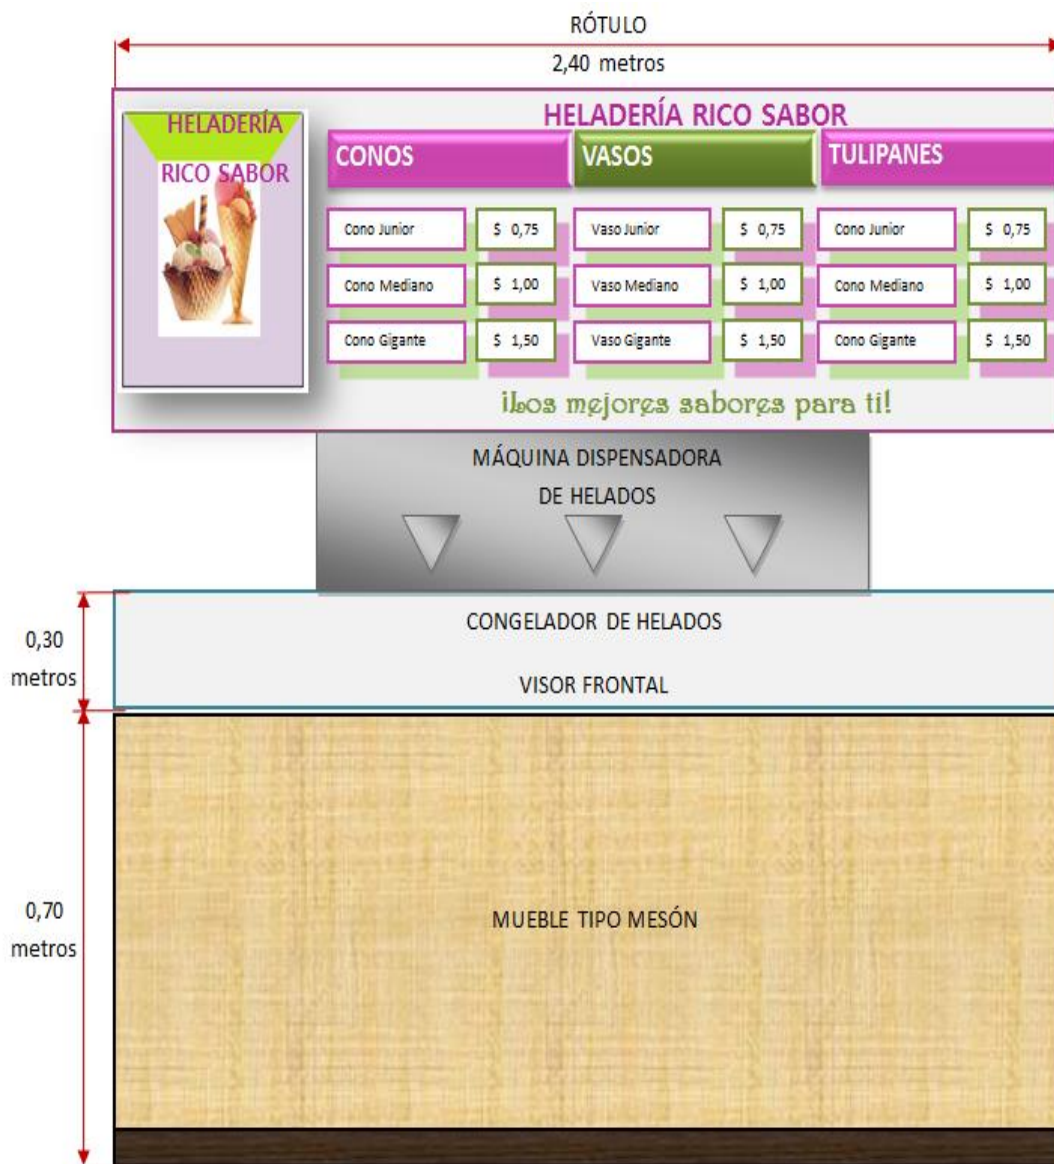 RÓTULO
2,40 metros
HELADERÍA
RICO SABOR
HELADERÍA RICO SABOR
CONOS VASOS TULIPANES
Cono Junior $ 0,75 Vaso Junior $ 0,75 Cono Junior $ 0,75
Cono Mediano $ 1,00 Vaso Mediano $ 1,00 Cono Mediano $ 1,00
Cono Gigante $ 1,50 Vaso Gigante $ 1,50 Cono Gigante $ 1,50
¡Los mejores sabores para ti!
MÁQUINA DISPENSADORA
DE HELADOS
0,30
metros
CONGELADOR DE HELADOS
VISOR FRONTAL
0,70
metros
MUEBLE TIPO MESÓN